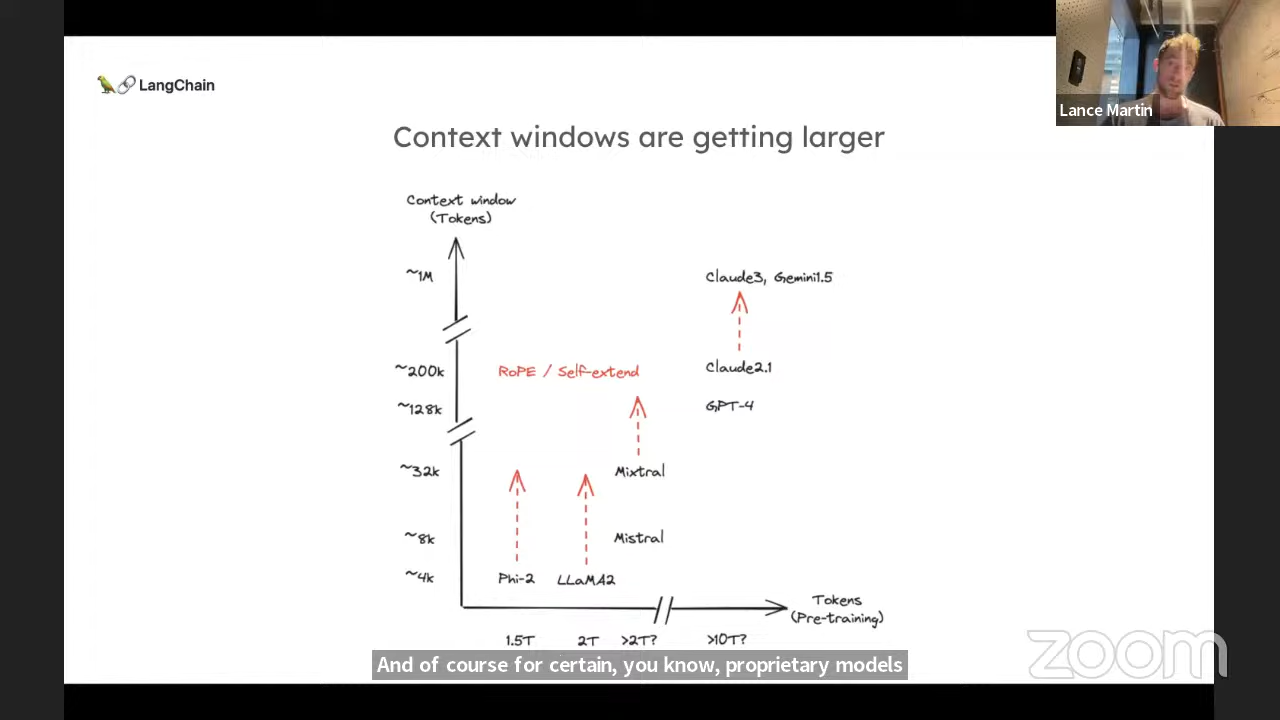 LangChain
Lance Martin
Context windows are getting larger
Context window
(Tokens)
~1M
Claude3, Gemini1.5
~200k
RoPE / Self-extend
Claude2.1
~128k
GPT-4
~32k
Mixtral
~8k
Mistral
~4k
Phi-2
LLaMA2
Tokens
(Pre-training)
1.5T
2T
>2T?
>10T?
And of course for certain, you know, proprietary models
zoom